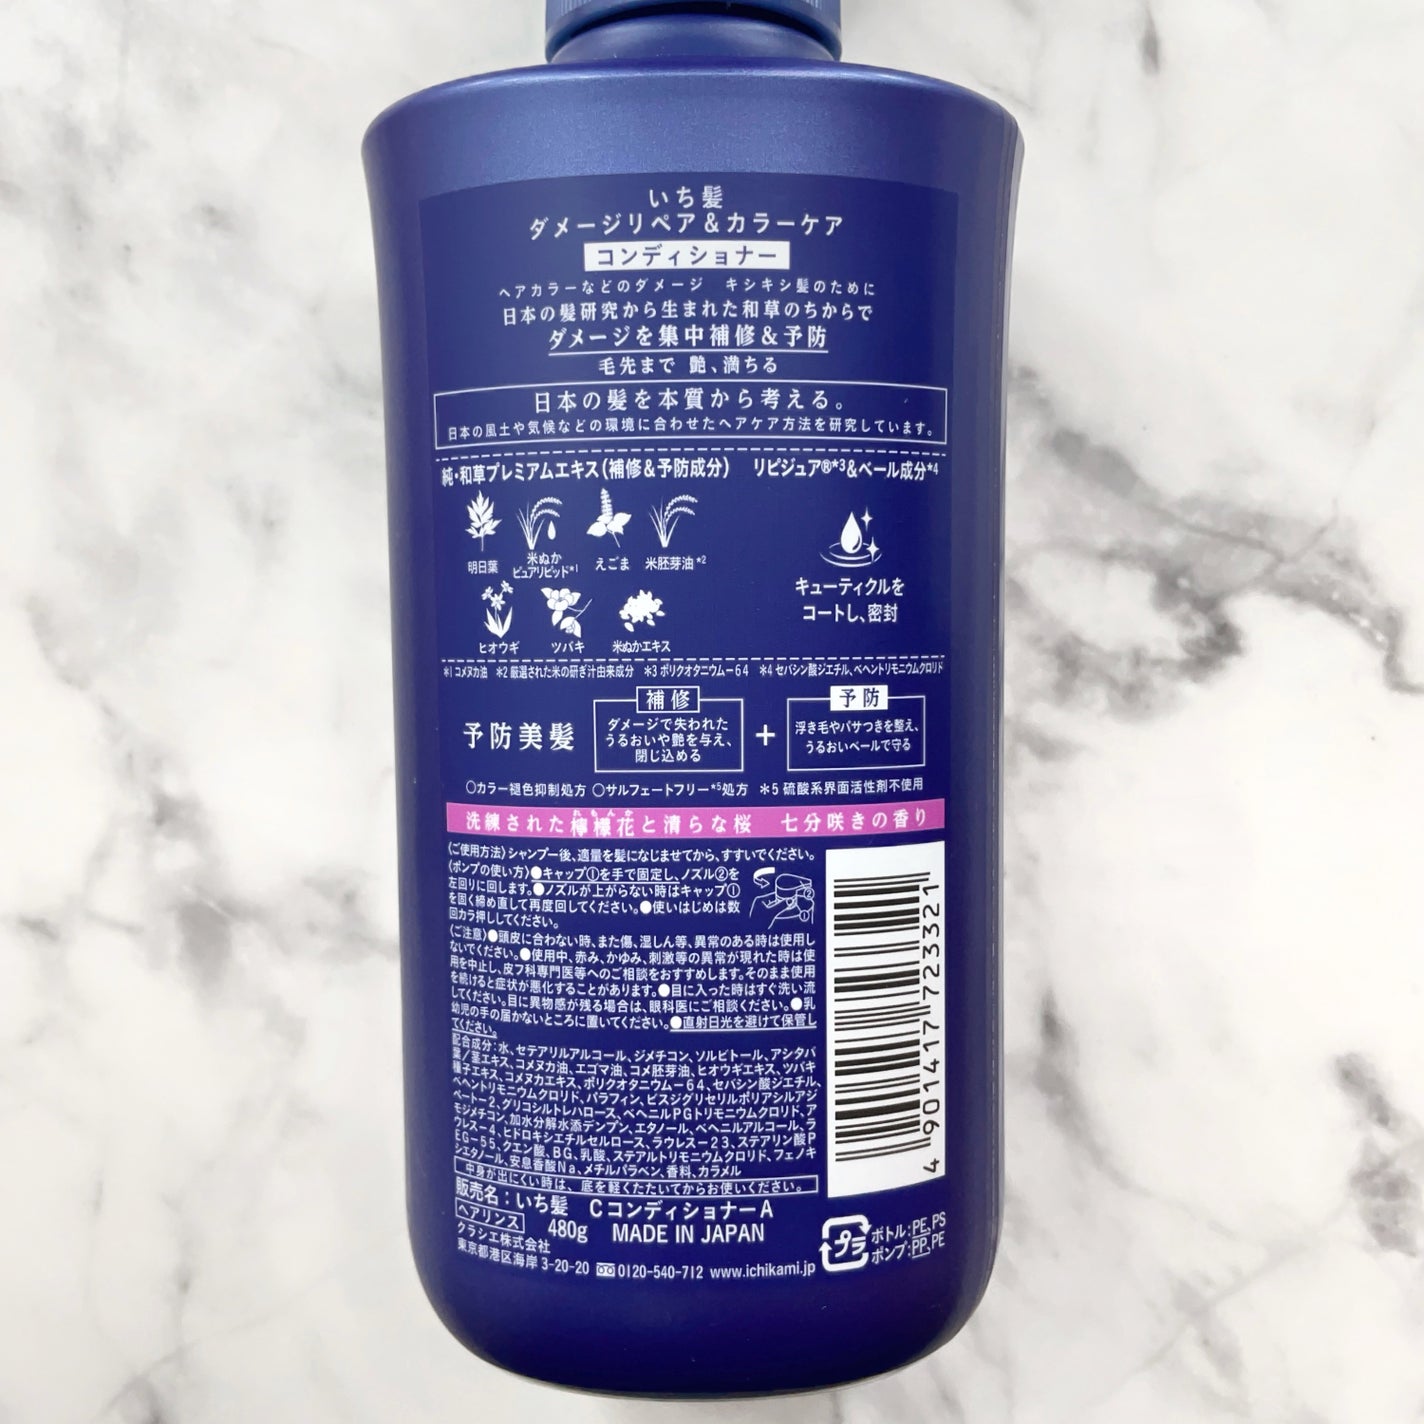 いち髪
ダメージリペア&カラーケア
コンディショナー
ヘアカラーなどのダメージ キシキシ髪のために
日本の髪研究から生まれた和草のちからで
ダメージを集中補修&予防
毛先まで 艶、満ちる
日本の髪を本質から考える。
日本の風土や気候などの環境に合わせたヘアケア方法を研究しています。
純・和草プレミアムエキス(補修&予防成分)
明日葉 米ぬかピュアリピッド*1 えごま 米胚芽油*2
ヒオウギ ツバキ 米ぬかエキス
リピジュア®*3&ベール成分*4
キューティクルを
コートし、密封
*1 コメヌカ油 *2 厳選された米の研ぎ汁由来成分 *3 ポリクオタニウム-64 *4 セバシン酸ジエチル、ベヘントリモニウムクロリド
予防美髪
補修
ダメージで失われた
うるおいや艶を与え、
閉じ込める
+
予防
浮き毛やパサつきを整え、
うるおいベールで守る
○カラー褪色抑制処方 ○サルフェートフリー*5処方 *5 硫酸系界面活性剤不使用
洗練された檸檬花と清らな桜 七分咲きの香り
〈ご使用方法〉シャンプー後、適量を髪になじませてから、すすいでください。
〈ポンプの使い方〉●キャップ①を手で固定し、ノズル②を
左回りに回します。●ノズルが上がらない時はキャップ①
を固く締め直して再度回してください。●使いはじめは数
回カラ押ししてください。
〈ご注意〉●頭皮に合わない時、また傷、湿しん等、異常のある時は使用し
ないでください。●使用中、赤み、かゆみ、刺激等の異常が現れた時は使
用を中止し、皮フ科専門医等へのご相談をおすすめします。そのまま使用
を続けると症状が悪化することがあります。●目に入った時はすぐ洗い流
してください。目に異物感が残る場合は、眼科医にご相談ください。●乳
幼児の手の届かないところに置いてください。●直射日光を避けて保管し
てください。
配合成分:水、セテアリルアルコール、ジメチコン、ソルビトール、アシタバ
葉/茎エキス、コメヌカ油、エゴマ油、コメ胚芽油、ヒオウギエキス、ツバキ
種子エキス、コメヌカエキス、ポリクオタニウム-64、セバシン酸ジエチル、
ベヘントリモニウムクロリド、パラフィン、ビスジグリセリルポリアシルアジ
ペート-2、グリコシルトレハロース、ベヘニルPGトリモニウムクロリド、ア
モジメチコン、加水分解水添デンプン、エタノール、ベヘニルアルコール、ラ
ウレス-4、ヒドロキシエチルセルロース、ラウレス-23、ステアリン酸P
EG-55、クエン酸、BG、乳酸、ステアルトリモニウムクロリド、フェノキ
シエタノール、安息香酸Na、メチルパラベン、香料、カラメル
中身が出にくい時は、底を軽くたたいてからお使いください。
販売名:いち髪 CコンディショナーA
ヘアリンス 480g MADE IN JAPAN
クラシエ株式会社
東京都港区海岸 3-20-20 0120-540-712 www.ichikami.jp
プラ
ボトル:PE,PS
ポンプ:PP,PE
4 901417 723321